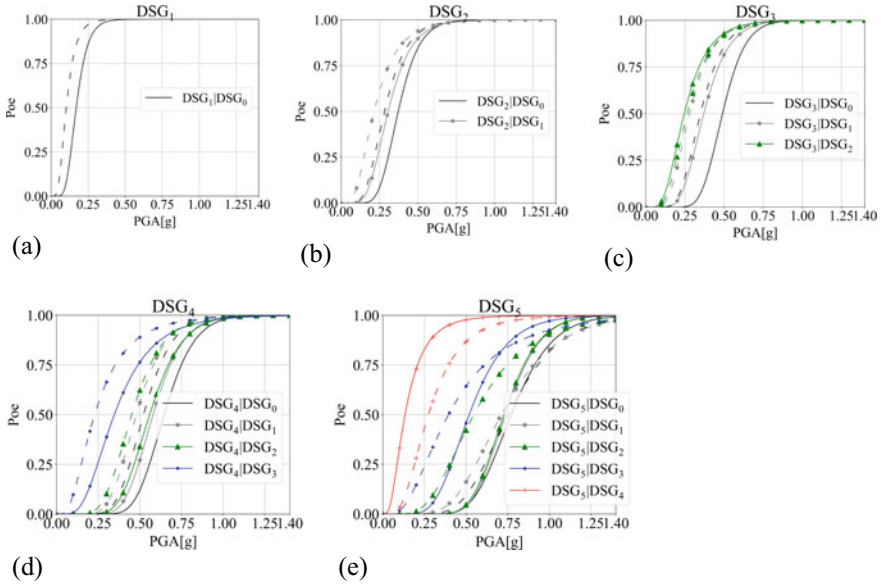 DSG₁
1.00
0.75
0.50
0.25
0.00
Poe
DSG₁|DSG₀
0.00 0.25 0.50 0.75 1.00 1.251.40
PGA[g]
(a)
DSG₂
1.00
0.75
0.50
0.25
0.00
Poe
DSG₂|DSG₀
DSG₂|DSG₁
0.00 0.25 0.50 0.75 1.00 1.251.40
PGA[g]
(b)
DSG₃
1.00
0.75
0.50
0.25
0.00
Poe
DSG₃|DSG₀
DSG₃|DSG₁
DSG₃|DSG₂
0.00 0.25 0.50 0.75 1.00 1.251.40
PGA[g]
(c)
DSG₄
1.00
0.75
0.50
0.25
0.00
Poe
DSG₄|DSG₀
DSG₄|DSG₁
DSG₄|DSG₂
DSG₄|DSG₃
0.00 0.25 0.50 0.75 1.00 1.251.40
PGA[g]
(d)
DSG₅
1.00
0.75
0.50
0.25
0.00
Poe
DSG₅|DSG₀
DSG₅|DSG₁
DSG₅|DSG₂
DSG₅|DSG₃
DSG₅|DSG₄
0.00 0.25 0.50 0.75 1.00 1.251.40
PGA[g]
(e)